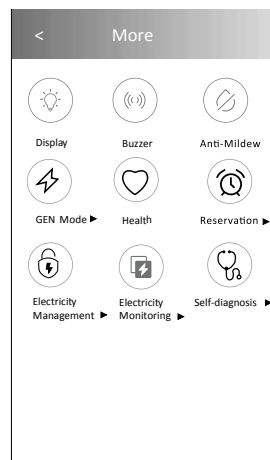 < More
Display Buzzer Anti-Mildew
GEN Mode ▶ Health Reservation ▶
Electricity Electricity Self-diagnosis ▶
Management ▶ Monitoring ▶